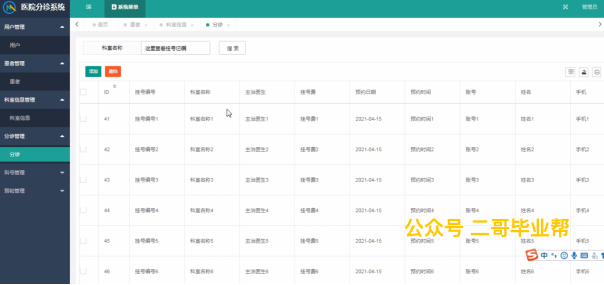 医院分诊系统
系统菜单
管理员
首页
患者
科室信息
分诊
用户管理
用户
患者管理
患者
科室信息管理
科室信息
分诊管理
分诊
叫号管理
科室名称
搜 索
添加
删除
ID 挂号编号 科室名称 主治医生 挂号费 预约日期 预约时间 账号 姓名 手机
41 挂号编号1 科室名称1 主治医生1 挂号费1 2021-04-15 预约时间1 账号1 姓名1 手机1
42 挂号编号2 科室名称2 主治医生2 挂号费2 2021-04-15 预约时间2 账号2 姓名2 手机2
43 挂号编号3 科室名称3 主治医生3 挂号费3 2021-04-15 预约时间3 账号3 姓名3 手机3
44 挂号编号4 科室名称4 主治医生4 挂号费4 2021-04-15 预约时间4 账号4 姓名4 手机4
45 挂号编号5 科室名称5 主治医生5 挂号费5 2021-04-15 预约时间5 账号5 姓名5 手机5
46 挂号编号6 科室名称6 主治医生6 挂号费6 2021-04-15 预约时间6 账号6 姓名6 手机6
公众号 二哥毕业帮
中